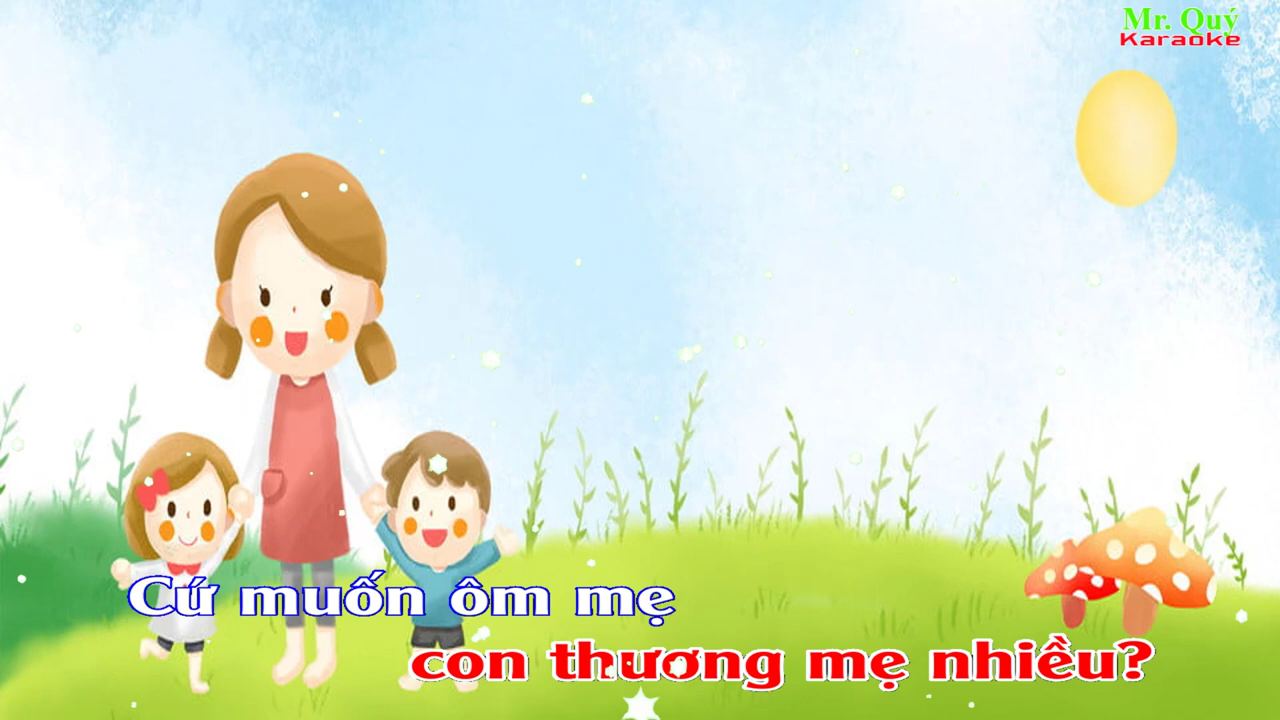 Mr. Quý
Karaoke
Cứ muốn ôm mẹ
con thương mẹ nhiều?